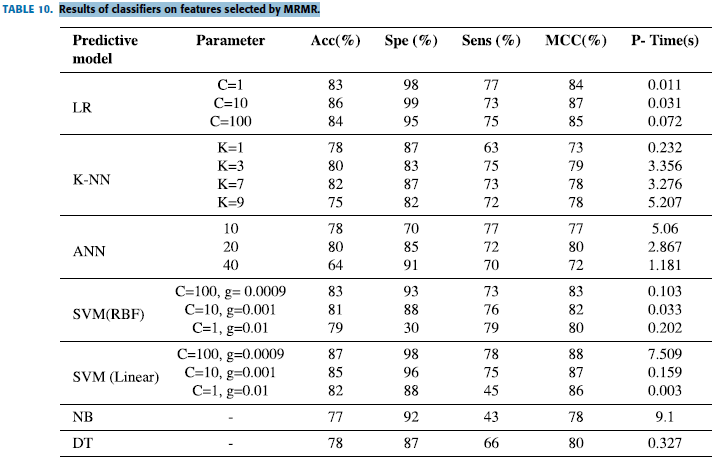 TABLE 10. Results of classifiers on features selected by MRMR.
Predictive model Parameter Acc(%) Spe (%) Sens (%) MCC(%) P- Time(s)
LR
C=1 83 98 77 84 0.011
C=10 86 99 73 87 0.031
C=100 84 95 75 85 0.072
K-NN
K=1 78 87 63 73 0.232
K=3 80 83 75 79 3.356
K=7 82 87 73 78 3.276
K=9 75 82 72 78 5.207
ANN
10 78 70 77 77 5.06
20 80 85 72 80 2.867
40 64 91 70 72 1.181
SVM(RBF)
C=100, g= 0.0009 83 93 73 83 0.103
C=10, g=0.001 81 88 76 82 0.033
C=1, g=0.01 79 30 79 80 0.202
SVM (Linear)
C=100, g=0.0009 87 98 78 88 7.509
C=10, g=0.001 85 96 75 87 0.159
C=1, g=0.01 82 88 45 86 0.003
NB - 77 92 43 78 9.1
DT - 78 87 66 80 0.327